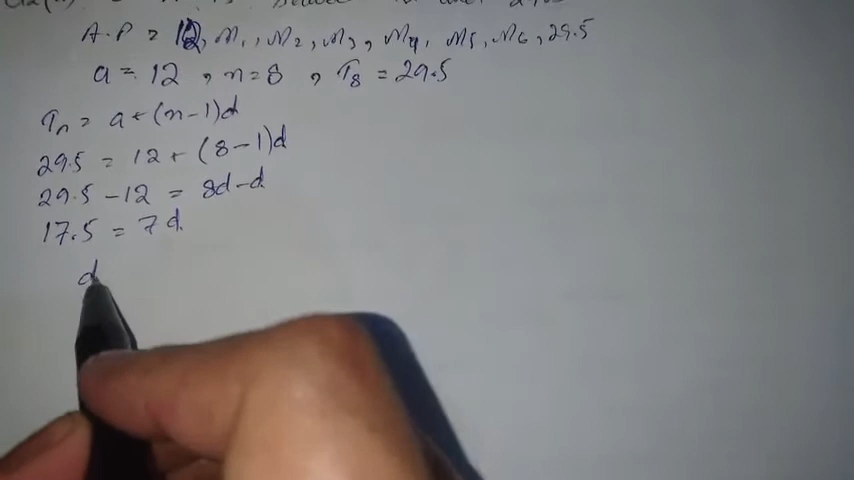 A.P = 12, m₁, m₂, m₃, m₄, m₅, m₆, 29.5
a = 12, n = 8, T₈ = 29.5
Tₙ = a + (n-1)d
29.5 = 12 + (8-1)d
29.5 - 12 = 8d - d
17.5 = 7d
d